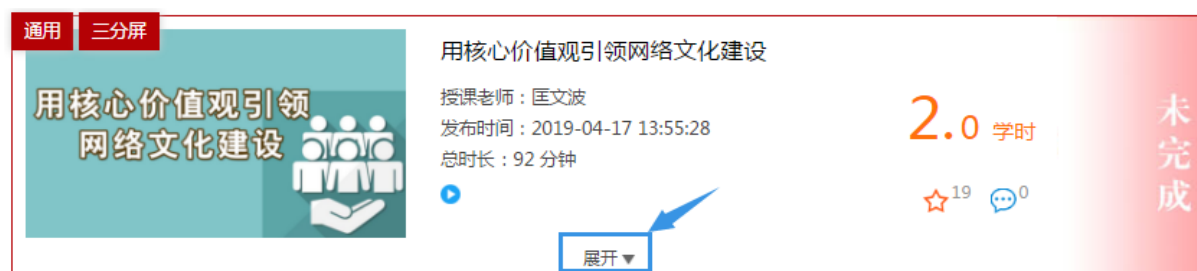 通用 三分屏
用核心价值观引领
网络文化建设
用核心价值观引领网络文化建设
授课老师：匡文波
发布时间：2019-04-17 13:55:28
总时长：92 分钟
2.0 学时
19 0
展开▼
未完成